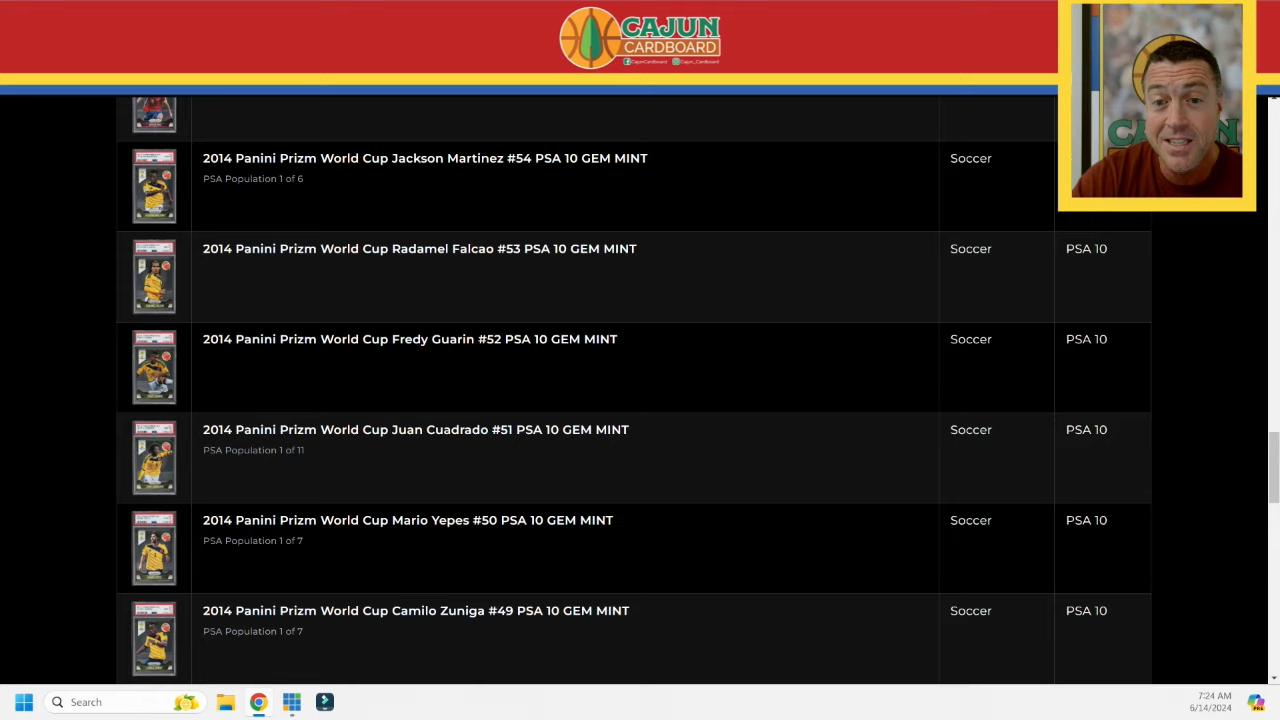 CAJUN
CARDBOARD
CajunCardboard Cajun_Cardboard
2014 Panini Prizm World Cup Jackson Martinez #54 PSA 10 GEM MINT
PSA Population 1 of 6
Soccer
2014 Panini Prizm World Cup Radamel Falcao #53 PSA 10 GEM MINT
Soccer
PSA 10
2014 Panini Prizm World Cup Fredy Guarin #52 PSA 10 GEM MINT
Soccer
PSA 10
2014 Panini Prizm World Cup Juan Cuadrado #51 PSA 10 GEM MINT
PSA Population 1 of 11
Soccer
PSA 10
2014 Panini Prizm World Cup Mario Yepes #50 PSA 10 GEM MINT
PSA Population 1 of 7
Soccer
PSA 10
2014 Panini Prizm World Cup Camilo Zuniga #49 PSA 10 GEM MINT
PSA Population 1 of 7
Soccer
PSA 10
Search
7:24 AM
6/14/2024